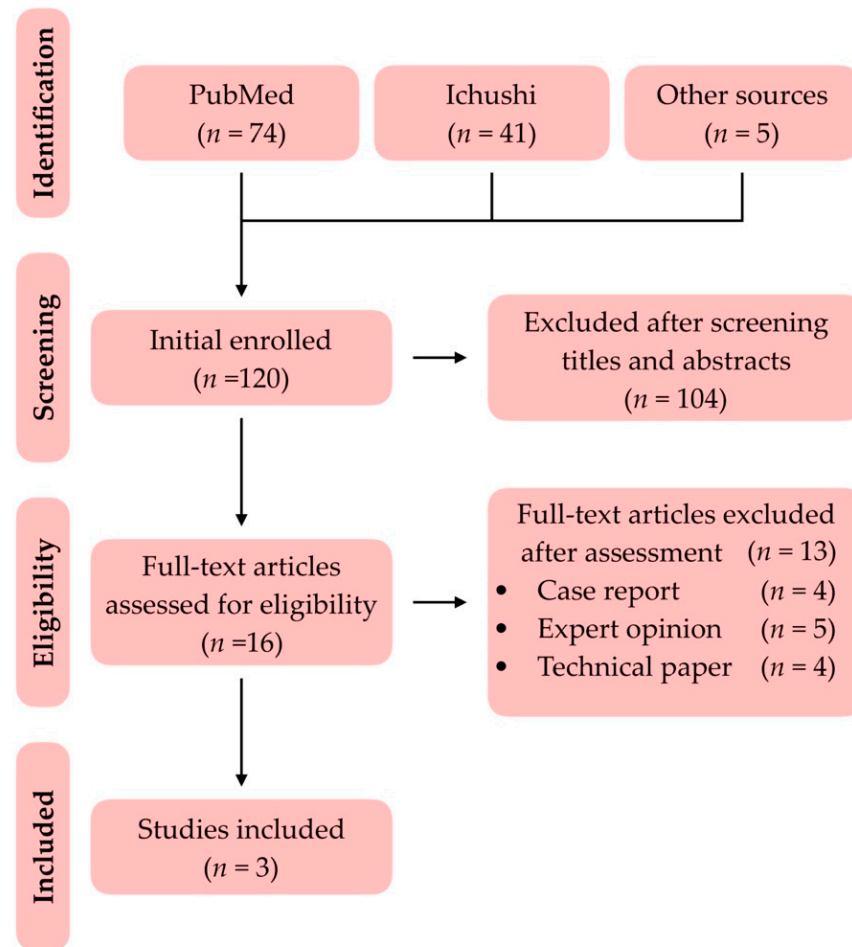 Identification
PubMed
(n = 74)
Ichushi
(n = 41)
Other sources
(n = 5)
Screening
Initial enrolled
(n =120)
Excluded after screening
titles and abstracts
(n = 104)
Eligibility
Full-text articles
assessed for eligibility
(n =16)
Full-text articles excluded
after assessment (n = 13)
• Case report (n = 4)
• Expert opinion (n = 5)
• Technical paper (n = 4)
Included
Studies included
(n = 3)